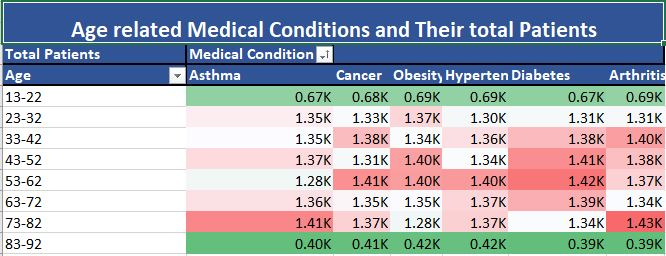 Age related Medical Conditions and Their total Patients
Total Patients Medical Condition
Age Asthma Cancer Obesity Hyperten Diabetes Arthritis
13-22 0.67K 0.68K 0.69K 0.69K 0.67K 0.69K
23-32 1.35K 1.33K 1.37K 1.30K 1.31K 1.31K
33-42 1.35K 1.38K 1.34K 1.36K 1.38K 1.40K
43-52 1.37K 1.31K 1.40K 1.34K 1.41K 1.38K
53-62 1.28K 1.41K 1.40K 1.40K 1.42K 1.37K
63-72 1.36K 1.35K 1.35K 1.37K 1.39K 1.34K
73-82 1.41K 1.37K 1.28K 1.37K 1.34K 1.43K
83-92 0.40K 0.41K 0.42K 0.42K 0.39K 0.39K